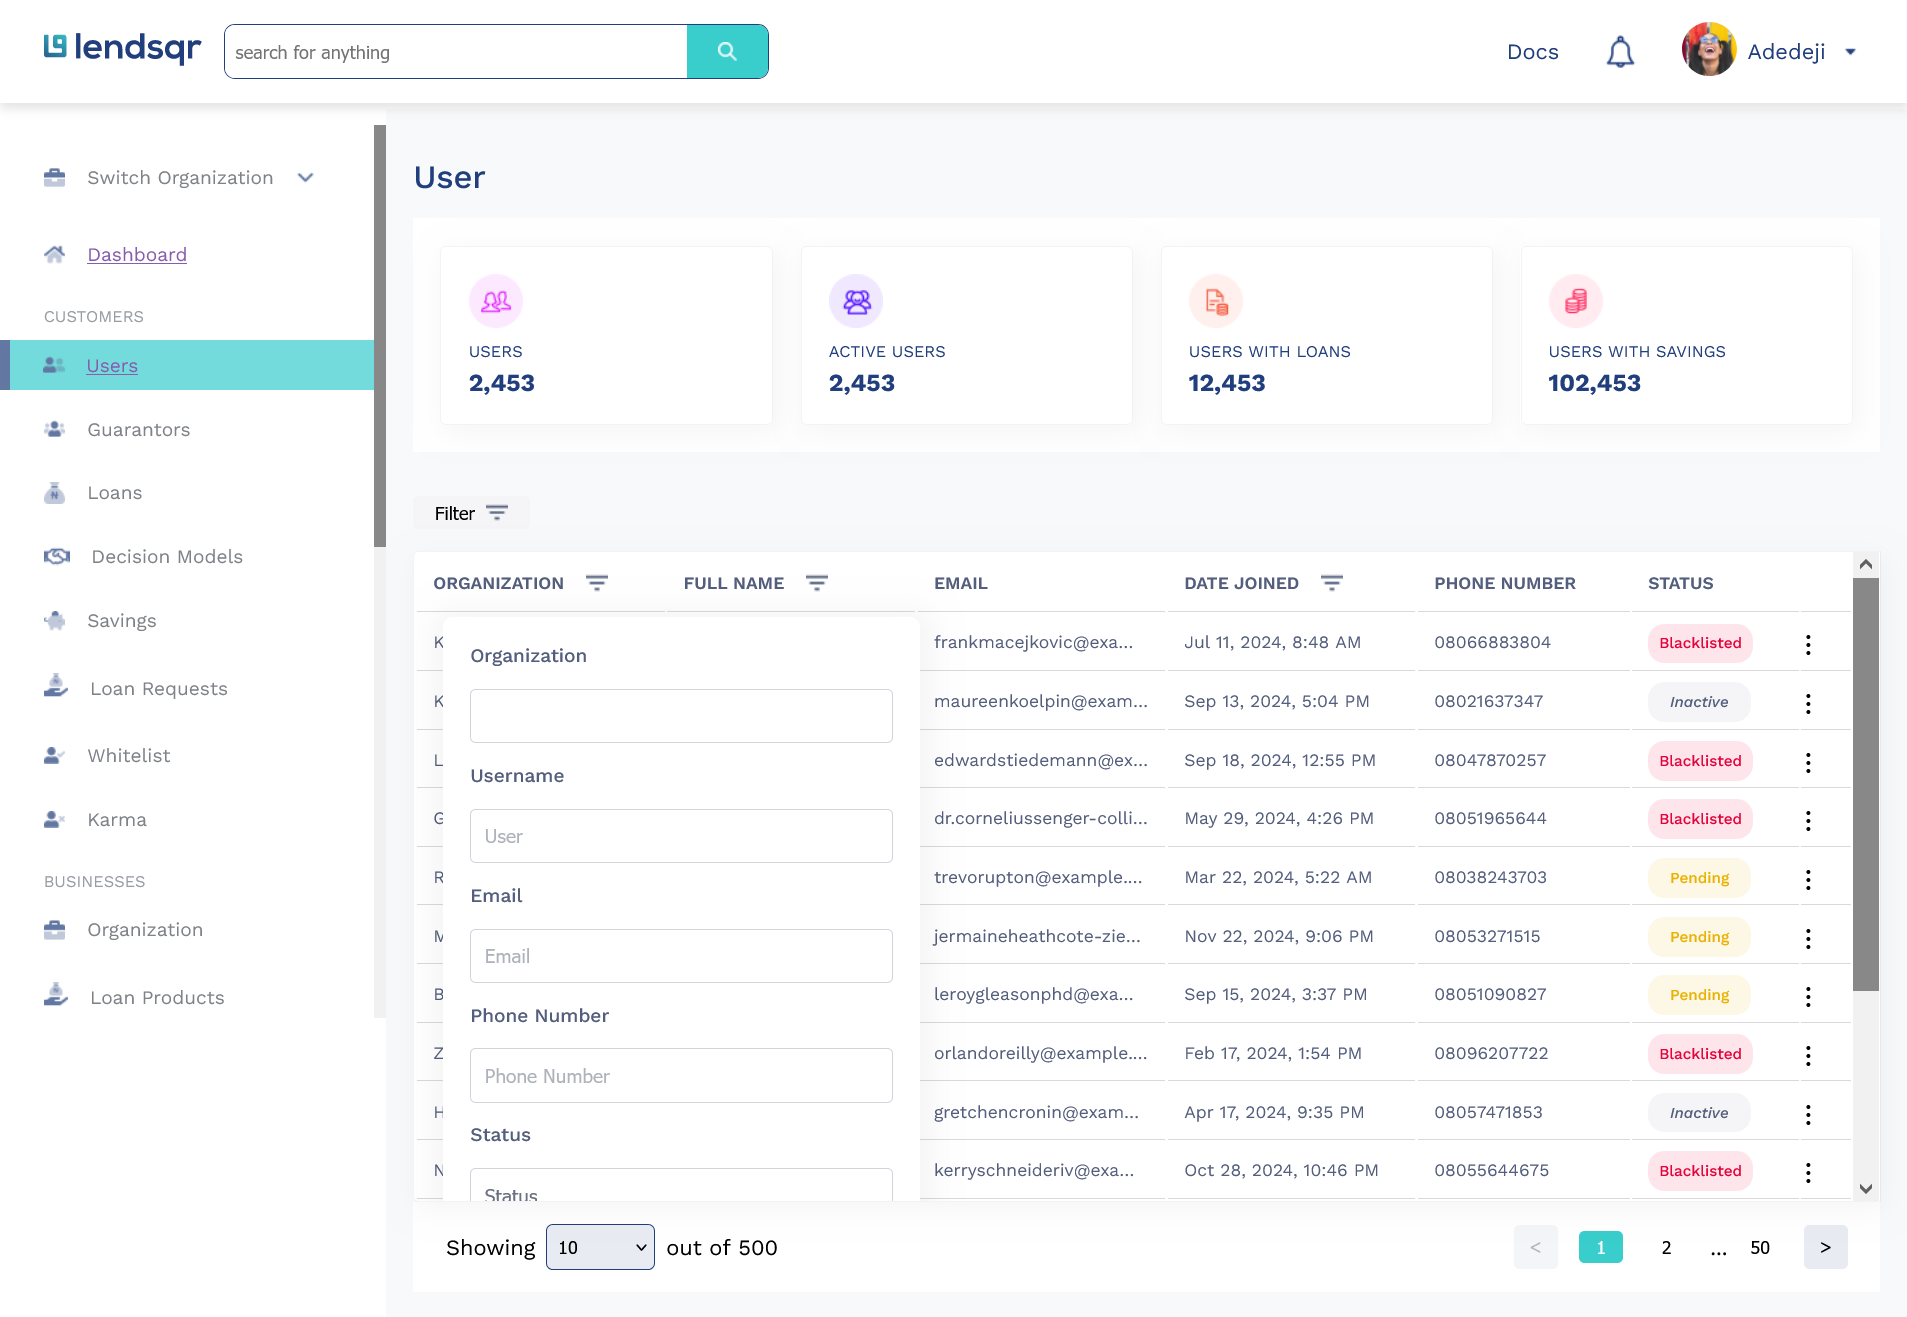 lendsqr
search for anything
Docs
Adedeji
Switch Organization
Dashboard
CUSTOMERS
Users
Guarantors
Loans
Decision Models
Savings
Loan Requests
Whitelist
Karma
BUSINESSES
Organization
Loan Products
User
USERS
2,453
ACTIVE USERS
2,453
USERS WITH LOANS
12,453
USERS WITH SAVINGS
102,453
Filter
ORGANIZATION FULL NAME EMAIL DATE JOINED PHONE NUMBER STATUS
K frankmacejkovic@exa... Jul 11, 2024, 8:48 AM 08066883804 Blacklisted
K maureenkoelpin@exam... Sep 13, 2024, 5:04 PM 08021637347 Inactive
L edwardstiedemann@ex... Sep 18, 2024, 12:55 PM 08047870257 Blacklisted
G dr.corneliussenger-colli... May 29, 2024, 4:26 PM 08051965644 Blacklisted
R trevorupton@example.... Mar 22, 2024, 5:22 AM 08038243703 Pending
M jermaineheathcote-zie... Nov 22, 2024, 9:06 PM 08053271515 Pending
B leroygleasonphd@exa... Sep 15, 2024, 3:37 PM 08051090827 Pending
Z orlandoreilly@example.... Feb 17, 2024, 1:54 PM 08096207722 Blacklisted
H gretchencronin@exam... Apr 17, 2024, 9:35 PM 08057471853 Inactive
N kerryschneideriv@exa... Oct 28, 2024, 10:46 PM 08055644675 Blacklisted
Organization
Username
User
Email
Email
Phone Number
Phone Number
Status
Status
Showing 10 out of 500
< 1 2 ... 50 >